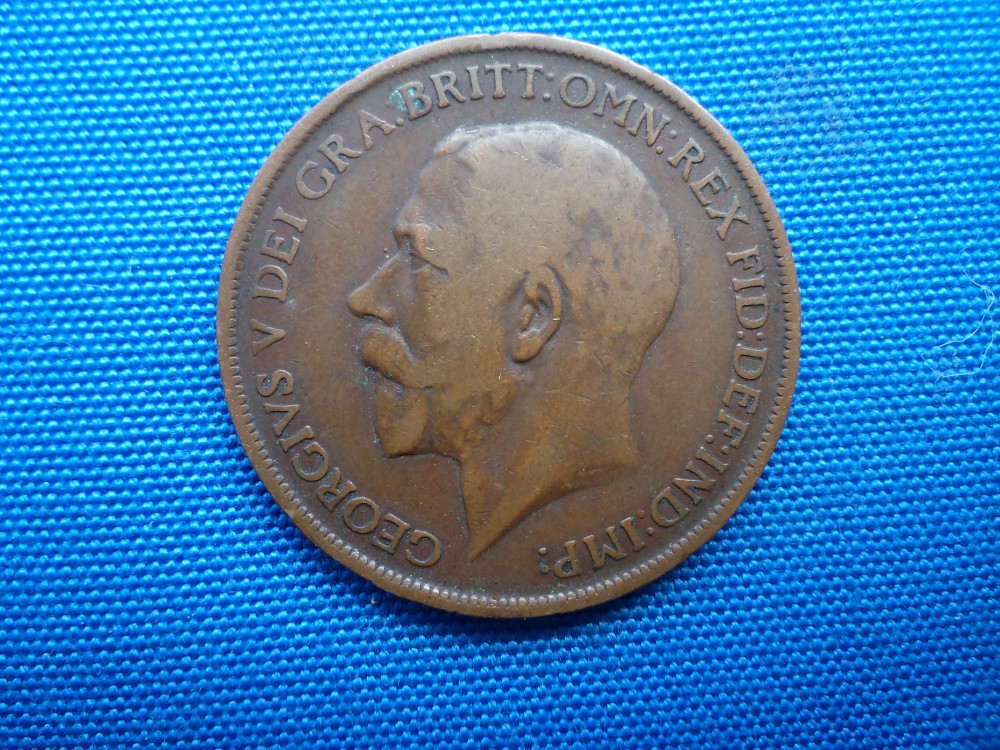 GEORGIVS V DEI GRA:BRITT:OMN:REX FID:DEF:IND:IMP: